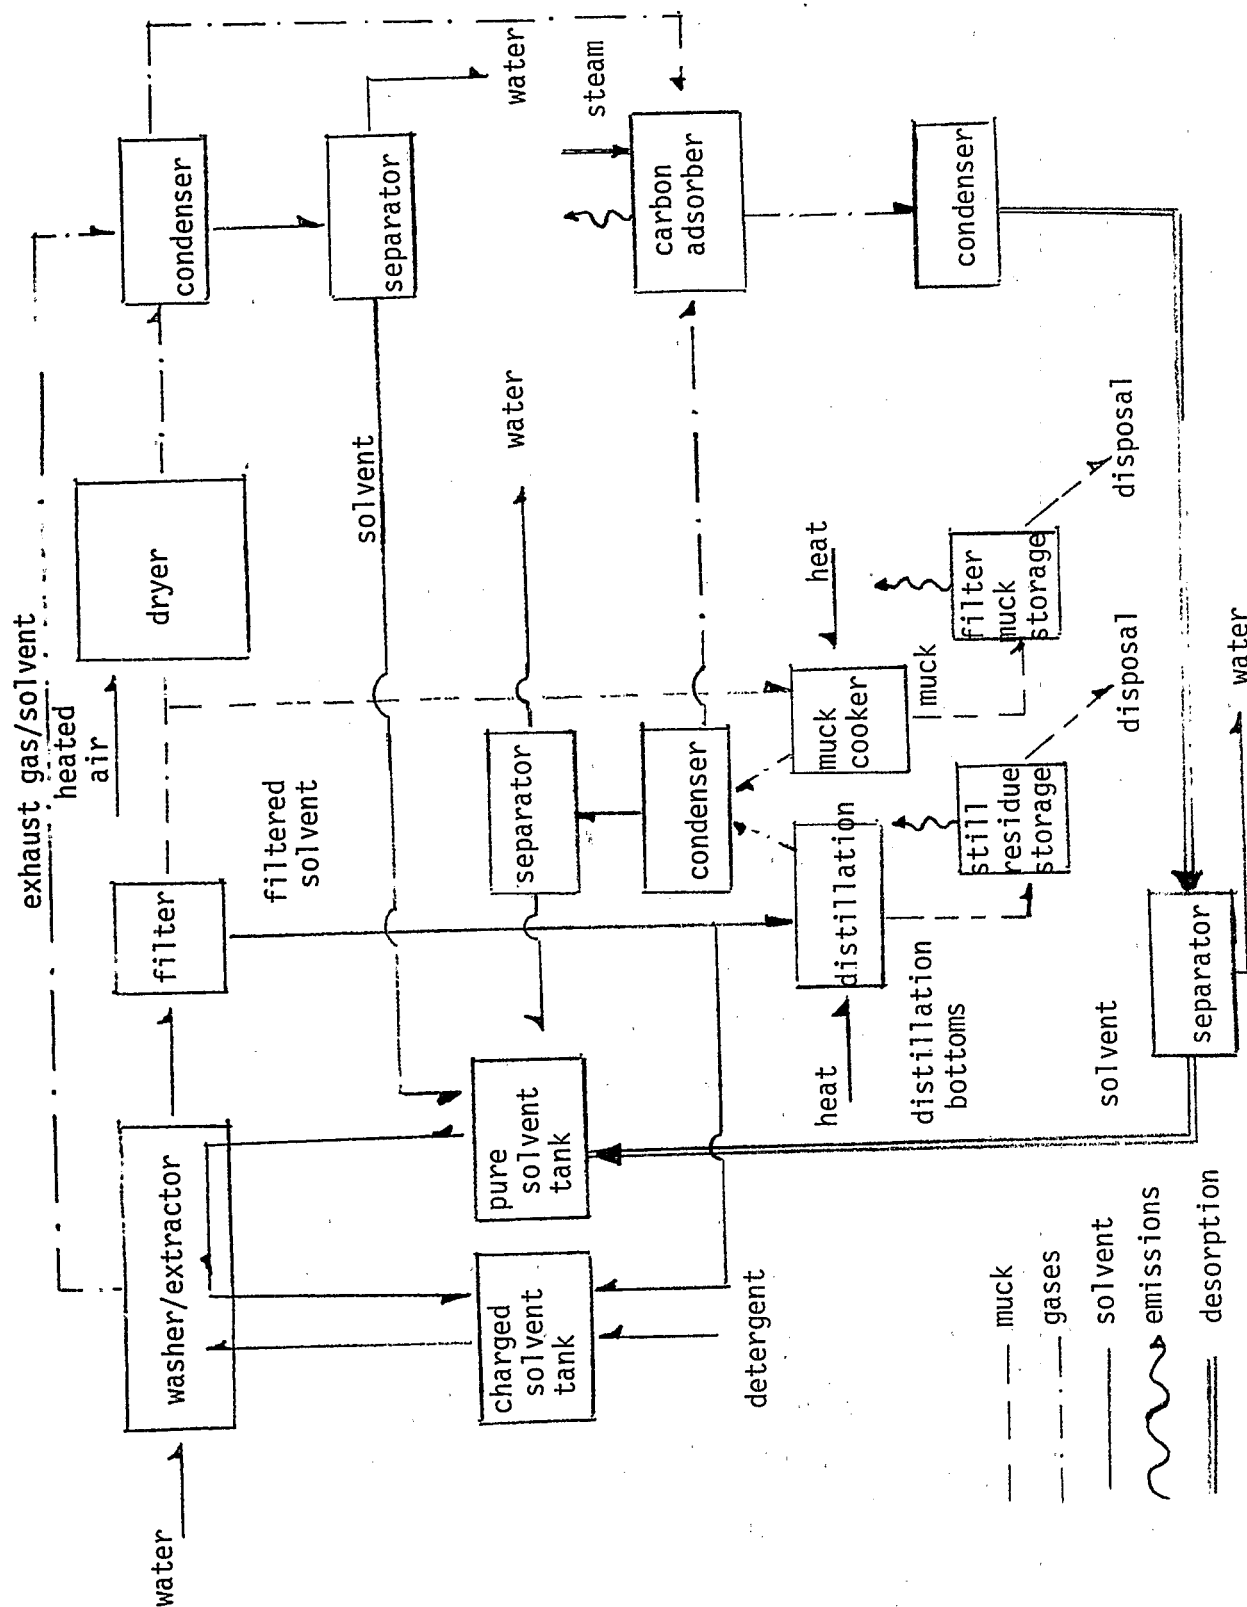 exhaust gas/solvent
heated
air
water
washer/extractor
filter
dryer
condenser
filtered
solvent
solvent
separator
water
charged
solvent
tank
pure
solvent
tank
separator
water
steam
detergent
condenser
carbon
adsorber
heat
distillation
muck
cooker
heat
distillation
bottoms
muck
still
residue
storage
filter
muck
storage
condenser
disposal
disposal
solvent
separator
water
muck
gases
solvent
emissions
desorption